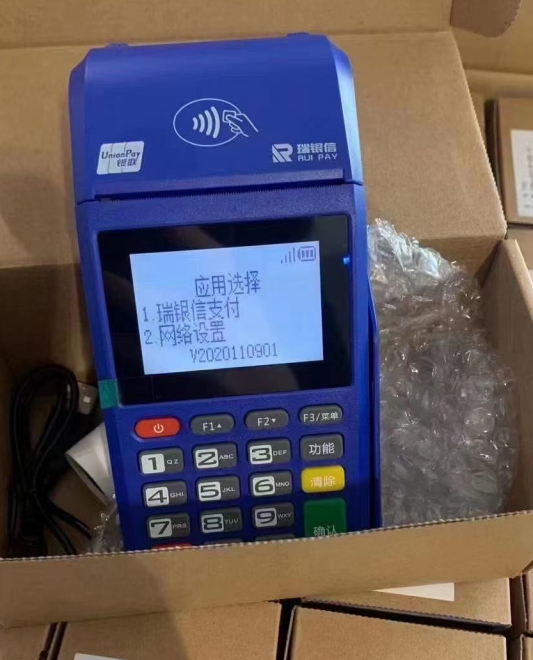 UnionPay
银联
瑞银信
RUI PAY
应用选择
1.瑞银信支付
2.网络设置
V2020110901
F1▲
F2▼
F3/菜单
1 QZ
2 ABC
3 DEF
功能
4 GHI
5 JKL
6 MNO
清除
7 PRS
8 TUV
9 WXY
确认